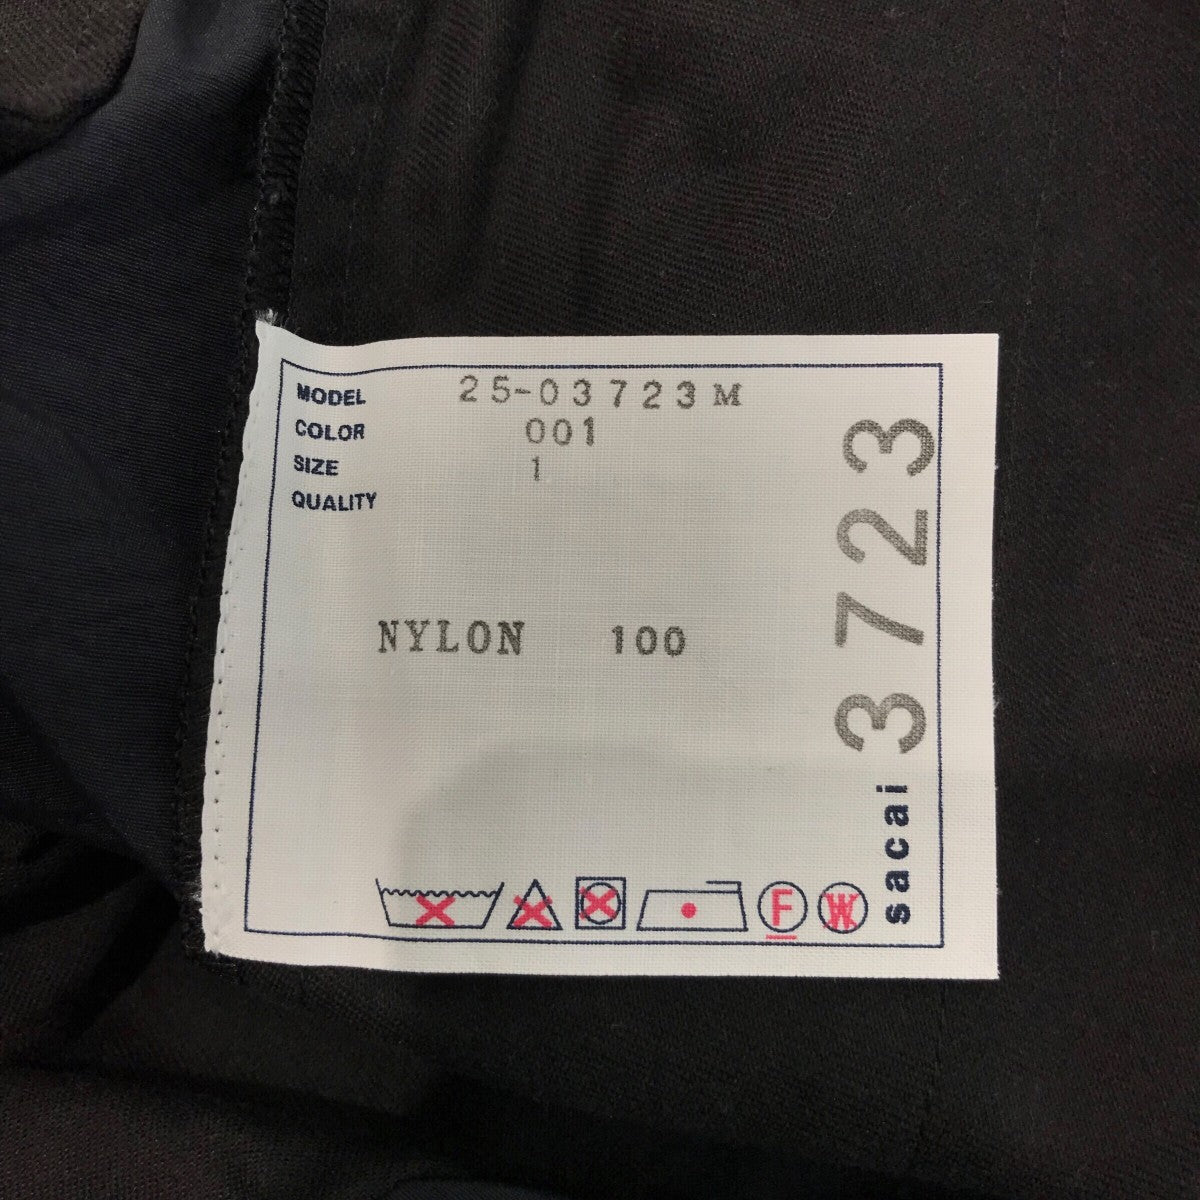 MODEL 25-03723M
COLOR 001
SIZE 1
QUALITY
NYLON 100
F W
sacai 3723